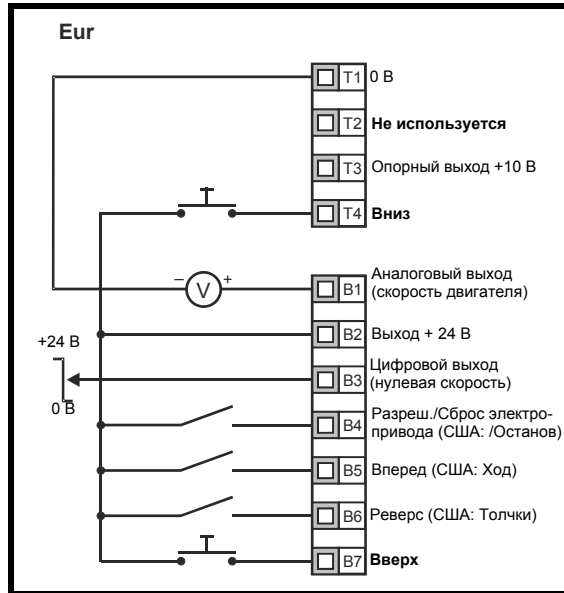 Eur
T1 0 В
T2 Не используется
T3 Опорный выход +10 В
T4 Вниз
Аналоговый выход
– V + B1 (скорость двигателя)
B2 Выход + 24 В
+24 В
Цифровой выход
B3 (нулевая скорость)
0 В
Разреш./Сброс электро-
B4 привода (США: /Останов)
B5 Вперед (США: Ход)
B6 Реверс (США: Толчки)
B7 Вверх